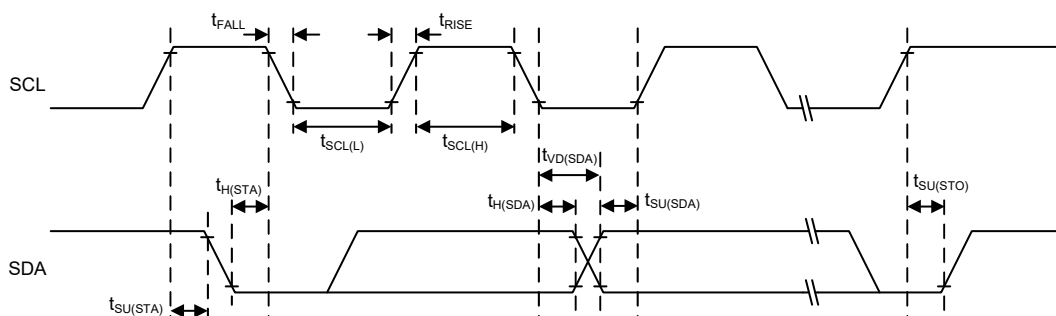 tFALL
tRISE
SCL
tSCL(L)
tSCL(H)
tVD(SDA)
tH(STA)
tH(SDA)
tSU(SDA)
tSU(STO)
SDA
tSU(STA)